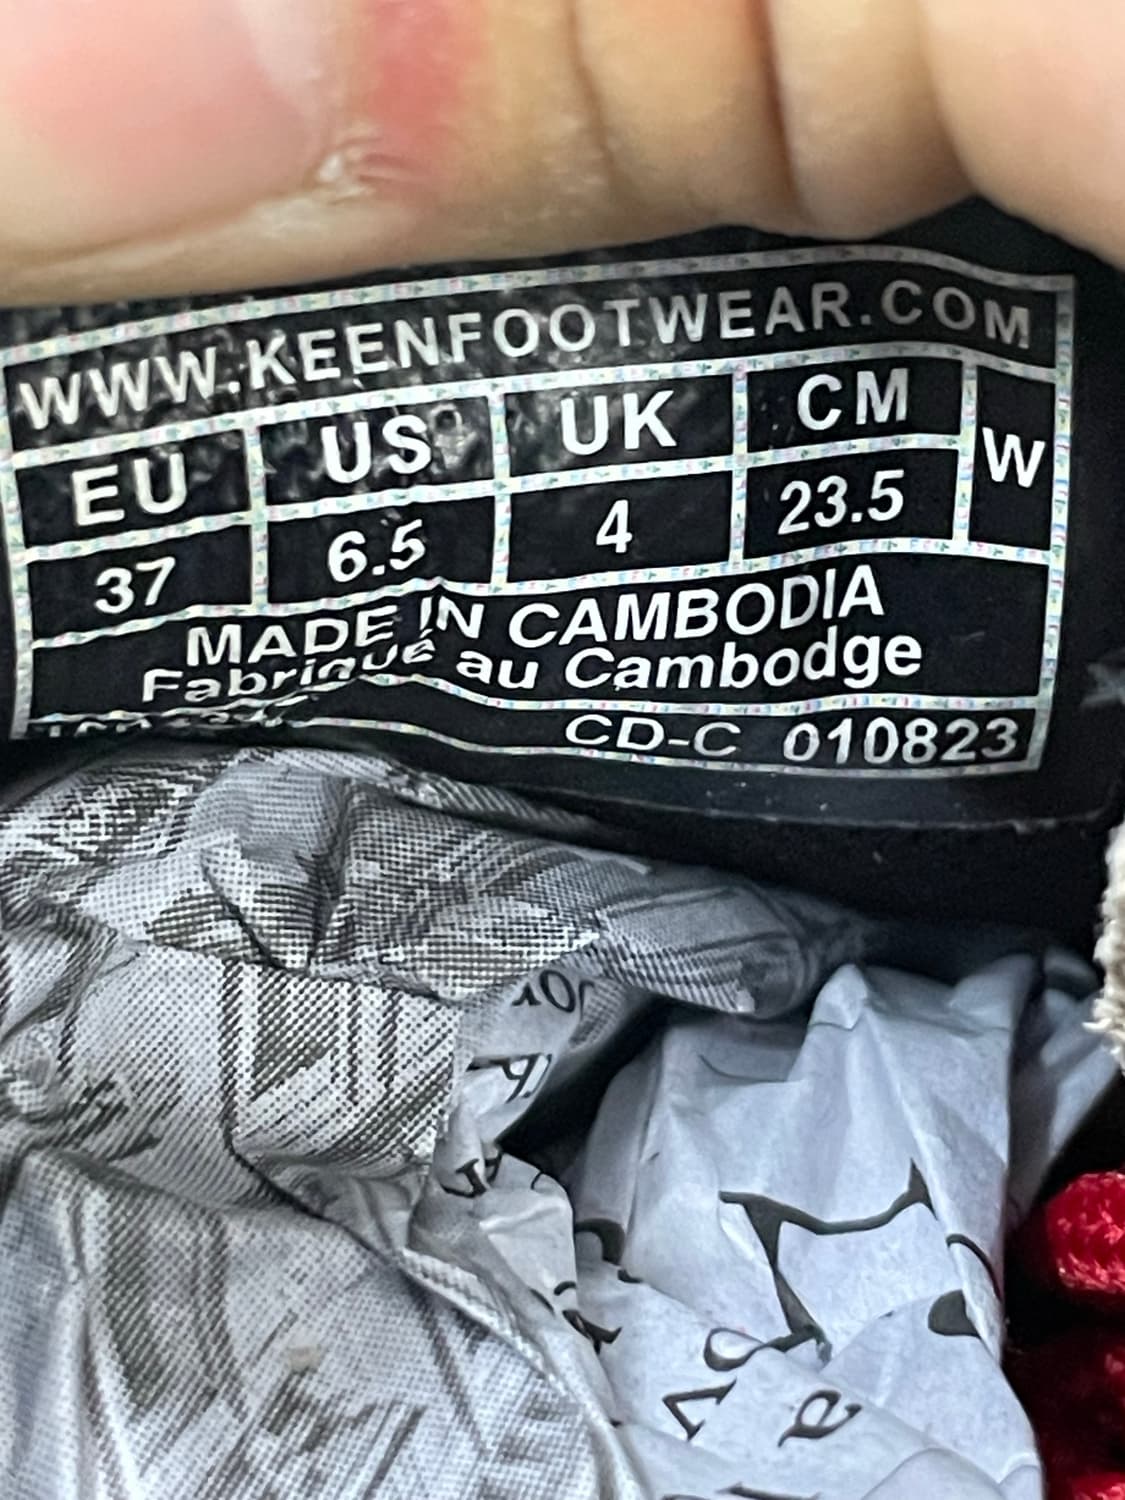 WWW.KEENFOOTWEAR.COM
EU US UK CM W
37 6.5 4 23.5
MADE IN CAMBODIA
Fabriqué au Cambodge
CD-C 010823